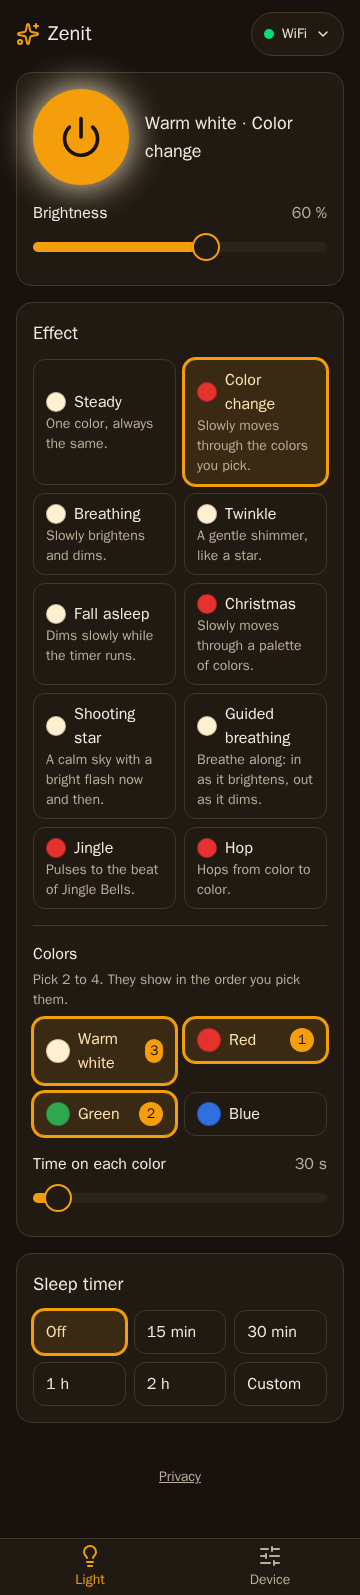 Zenit
WiFi
Warm white · Color
change
Brightness
60 %
Effect
Steady
One color, always
the same.
Color
change
Slowly moves
through the colors
you pick.
Breathing
Slowly brightens
and dims.
Twinkle
A gentle shimmer,
like a star.
Fall asleep
Dims slowly while
the timer runs.
Christmas
Slowly moves
through a palette
of colors.
Shooting
star
A calm sky with a
bright flash now
and then.
Guided
breathing
Breathe along: in
as it brightens, out
as it dims.
Jingle
Pulses to the beat
of Jingle Bells.
Hop
Hops from color to
color.
Colors
Pick 2 to 4. They show in the order you pick
them.
Warm
white
3
Red
1
Green
2
Blue
Time on each color
30 s
Sleep timer
Off
15 min
30 min
1 h
2 h
Custom
Privacy
Light
Device